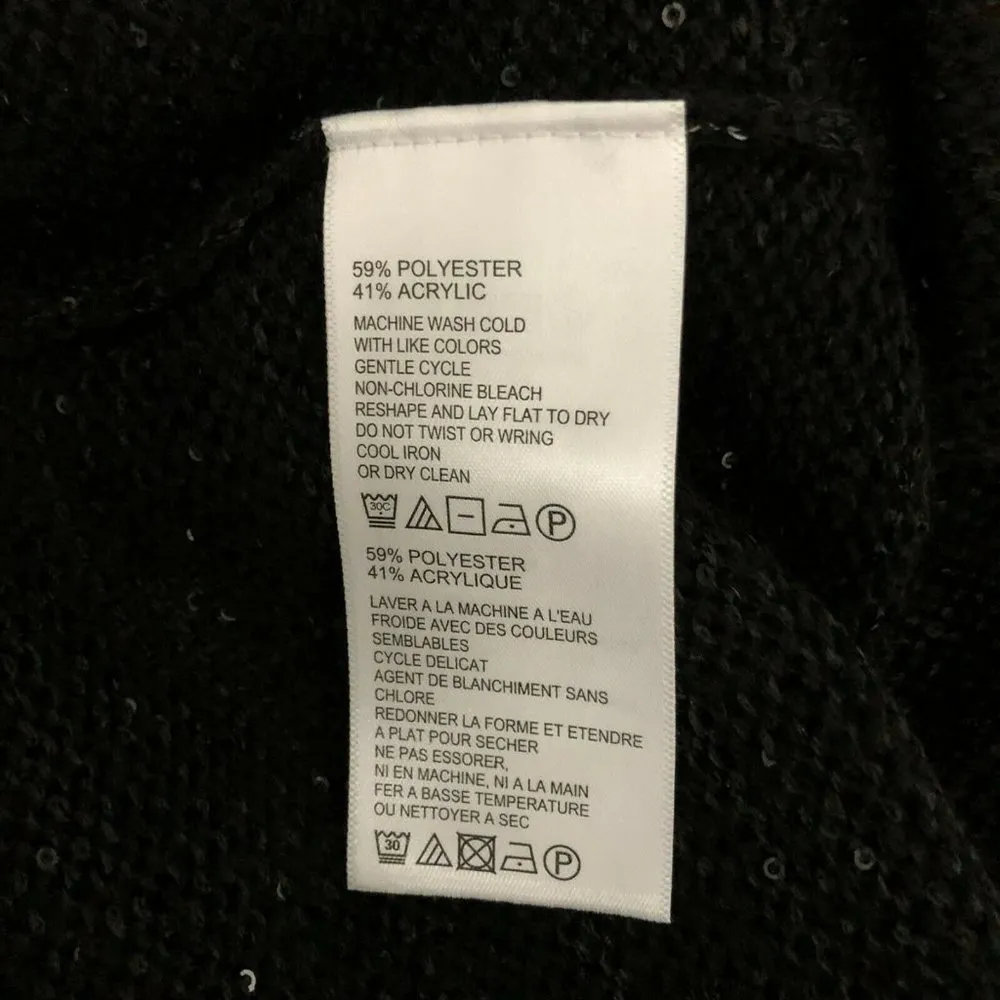 59% POLYESTER
41% ACRYLIC
MACHINE WASH COLD
WITH LIKE COLORS
GENTLE CYCLE
NON-CHLORINE BLEACH
RESHAPE AND LAY FLAT TO DRY
DO NOT TWIST OR WRING
COOL IRON
OR DRY CLEAN
30C P
59% POLYESTER
41% ACRYLIQUE
LAVER A LA MACHINE A L'EAU
FROIDE AVEC DES COULEURS
SEMBLABLES
CYCLE DELICAT
AGENT DE BLANCHIMENT SANS
CHLORE
REDONNER LA FORME ET ETENDRE
A PLAT POUR SECHER
NE PAS ESSORER,
NI EN MACHINE, NI A LA MAIN
FER A BASSE TEMPERATURE
OU NETTOYER A SEC
30 P